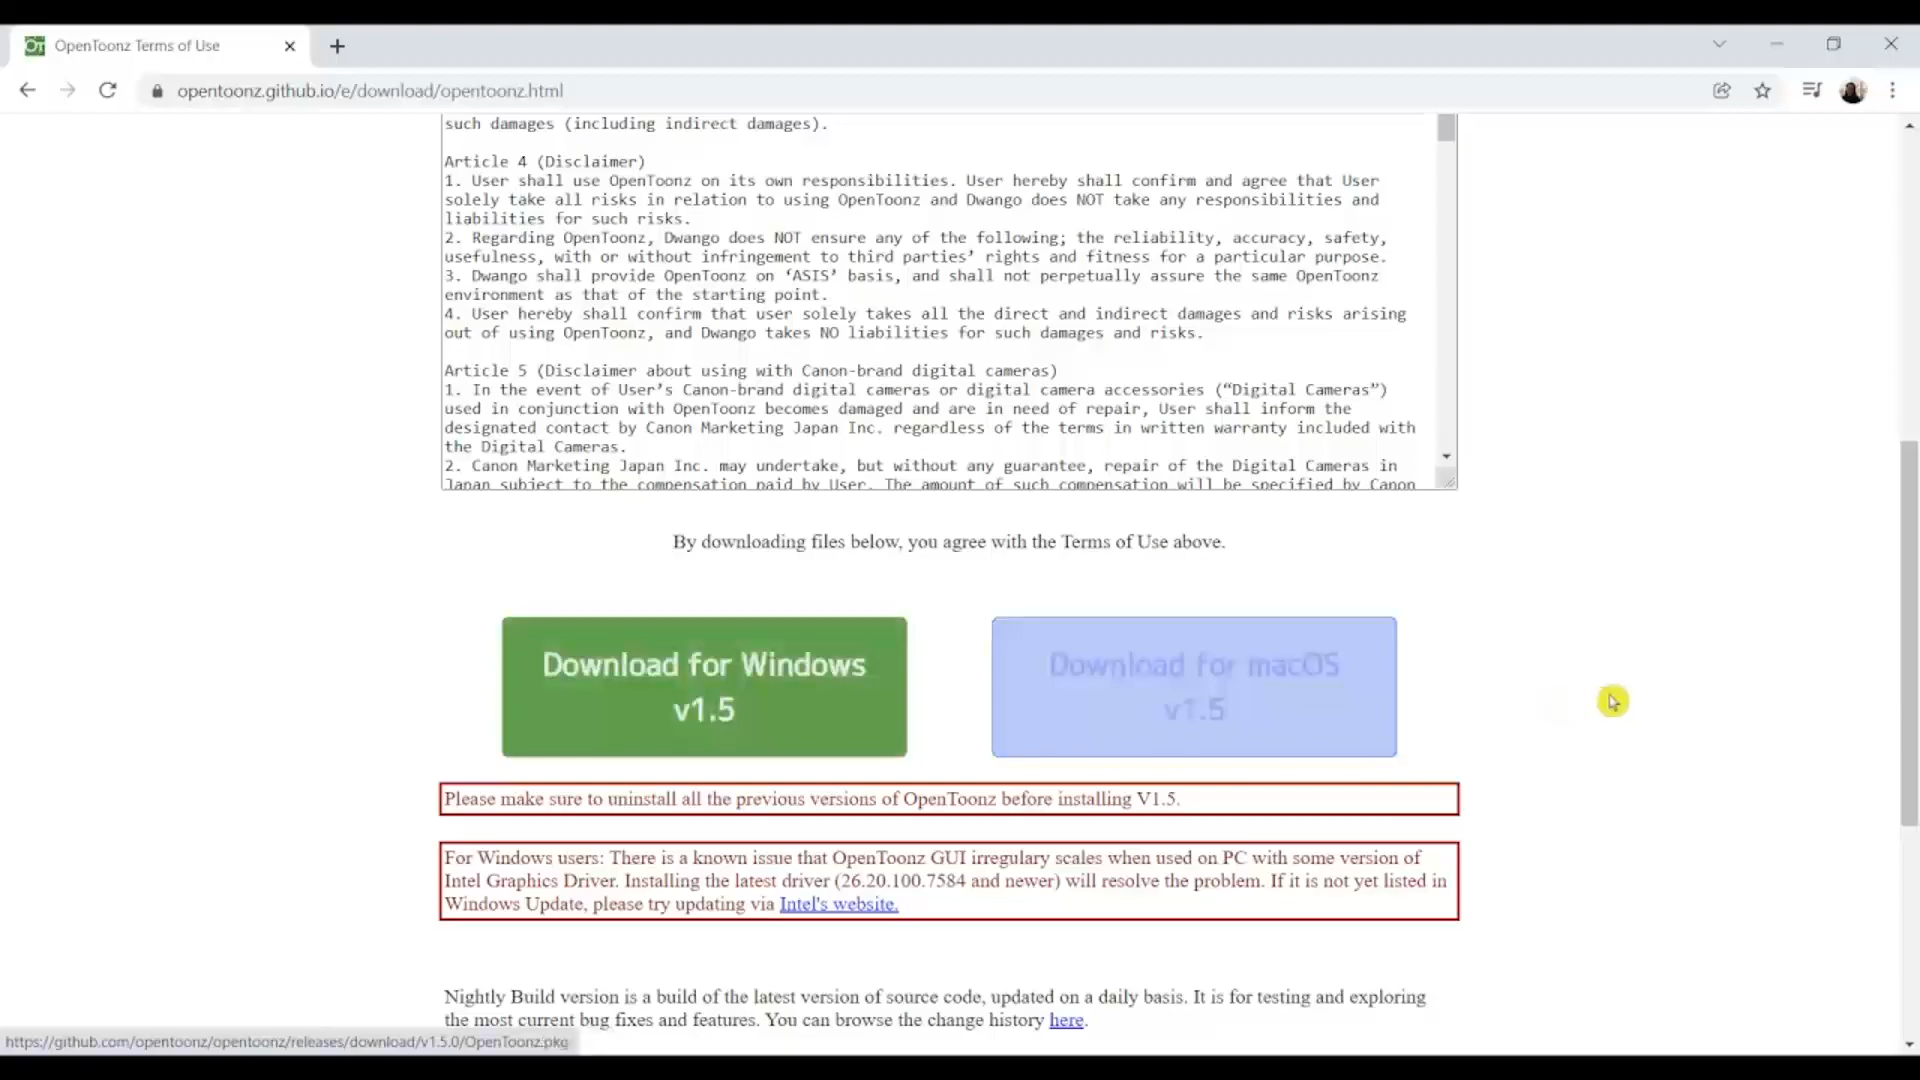 OpenToonz Terms of Use
opentoonz.github.io/e/download/opentoonz.html
such damages (including indirect damages).
Article 4 (Disclaimer)
1. User shall use OpenToonz on its own responsibilities. User hereby shall confirm and agree that User
solely take all risks in relation to using OpenToonz and Dwango does NOT take any responsibilities and
liabilities for such risks.
2. Regarding OpenToonz, Dwango does NOT ensure any of the following; the reliability, accuracy, safety,
usefulness, with or without infringement to third parties’ rights and fitness for a particular purpose.
3. Dwango shall provide OpenToonz on ‘ASIS’ basis, and shall not perpetually assure the same OpenToonz
environment as that of the starting point.
4. User hereby shall confirm that user solely takes all the direct and indirect damages and risks arising
out of using OpenToonz, and Dwango takes NO liabilities for such damages and risks.
Article 5 (Disclaimer about using with Canon-brand digital cameras)
1. In the event of User’s Canon-brand digital cameras or digital camera accessories (“Digital Cameras”)
used in conjunction with OpenToonz becomes damaged and are in need of repair, User shall inform the
designated contact by Canon Marketing Japan Inc. regardless of the terms in written warranty included with
the Digital Cameras.
2. Canon Marketing Japan Inc. may undertake, but without any guarantee, repair of the Digital Cameras in
Japan subject to the compensation paid by User. The amount of such compensation will be specified by Canon
By downloading files below, you agree with the Terms of Use above.
Download for Windows
v1.5
Download for macOS
v1.5
Please make sure to uninstall all the previous versions of OpenToonz before installing V1.5.
For Windows users: There is a known issue that OpenToonz GUI irregulary scales when used on PC with some version of
Intel Graphics Driver. Installing the latest driver (26.20.100.7584 and newer) will resolve the problem. If it is not yet listed in
Windows Update, please try updating via Intel's website.
Nightly Build version is a build of the latest version of source code, updated on a daily basis. It is for testing and exploring
the most current bug fixes and features. You can browse the change history here.
https://github.com/opentoonz/opentoonz/releases/download/v1.5.0/OpenToonz.pkg